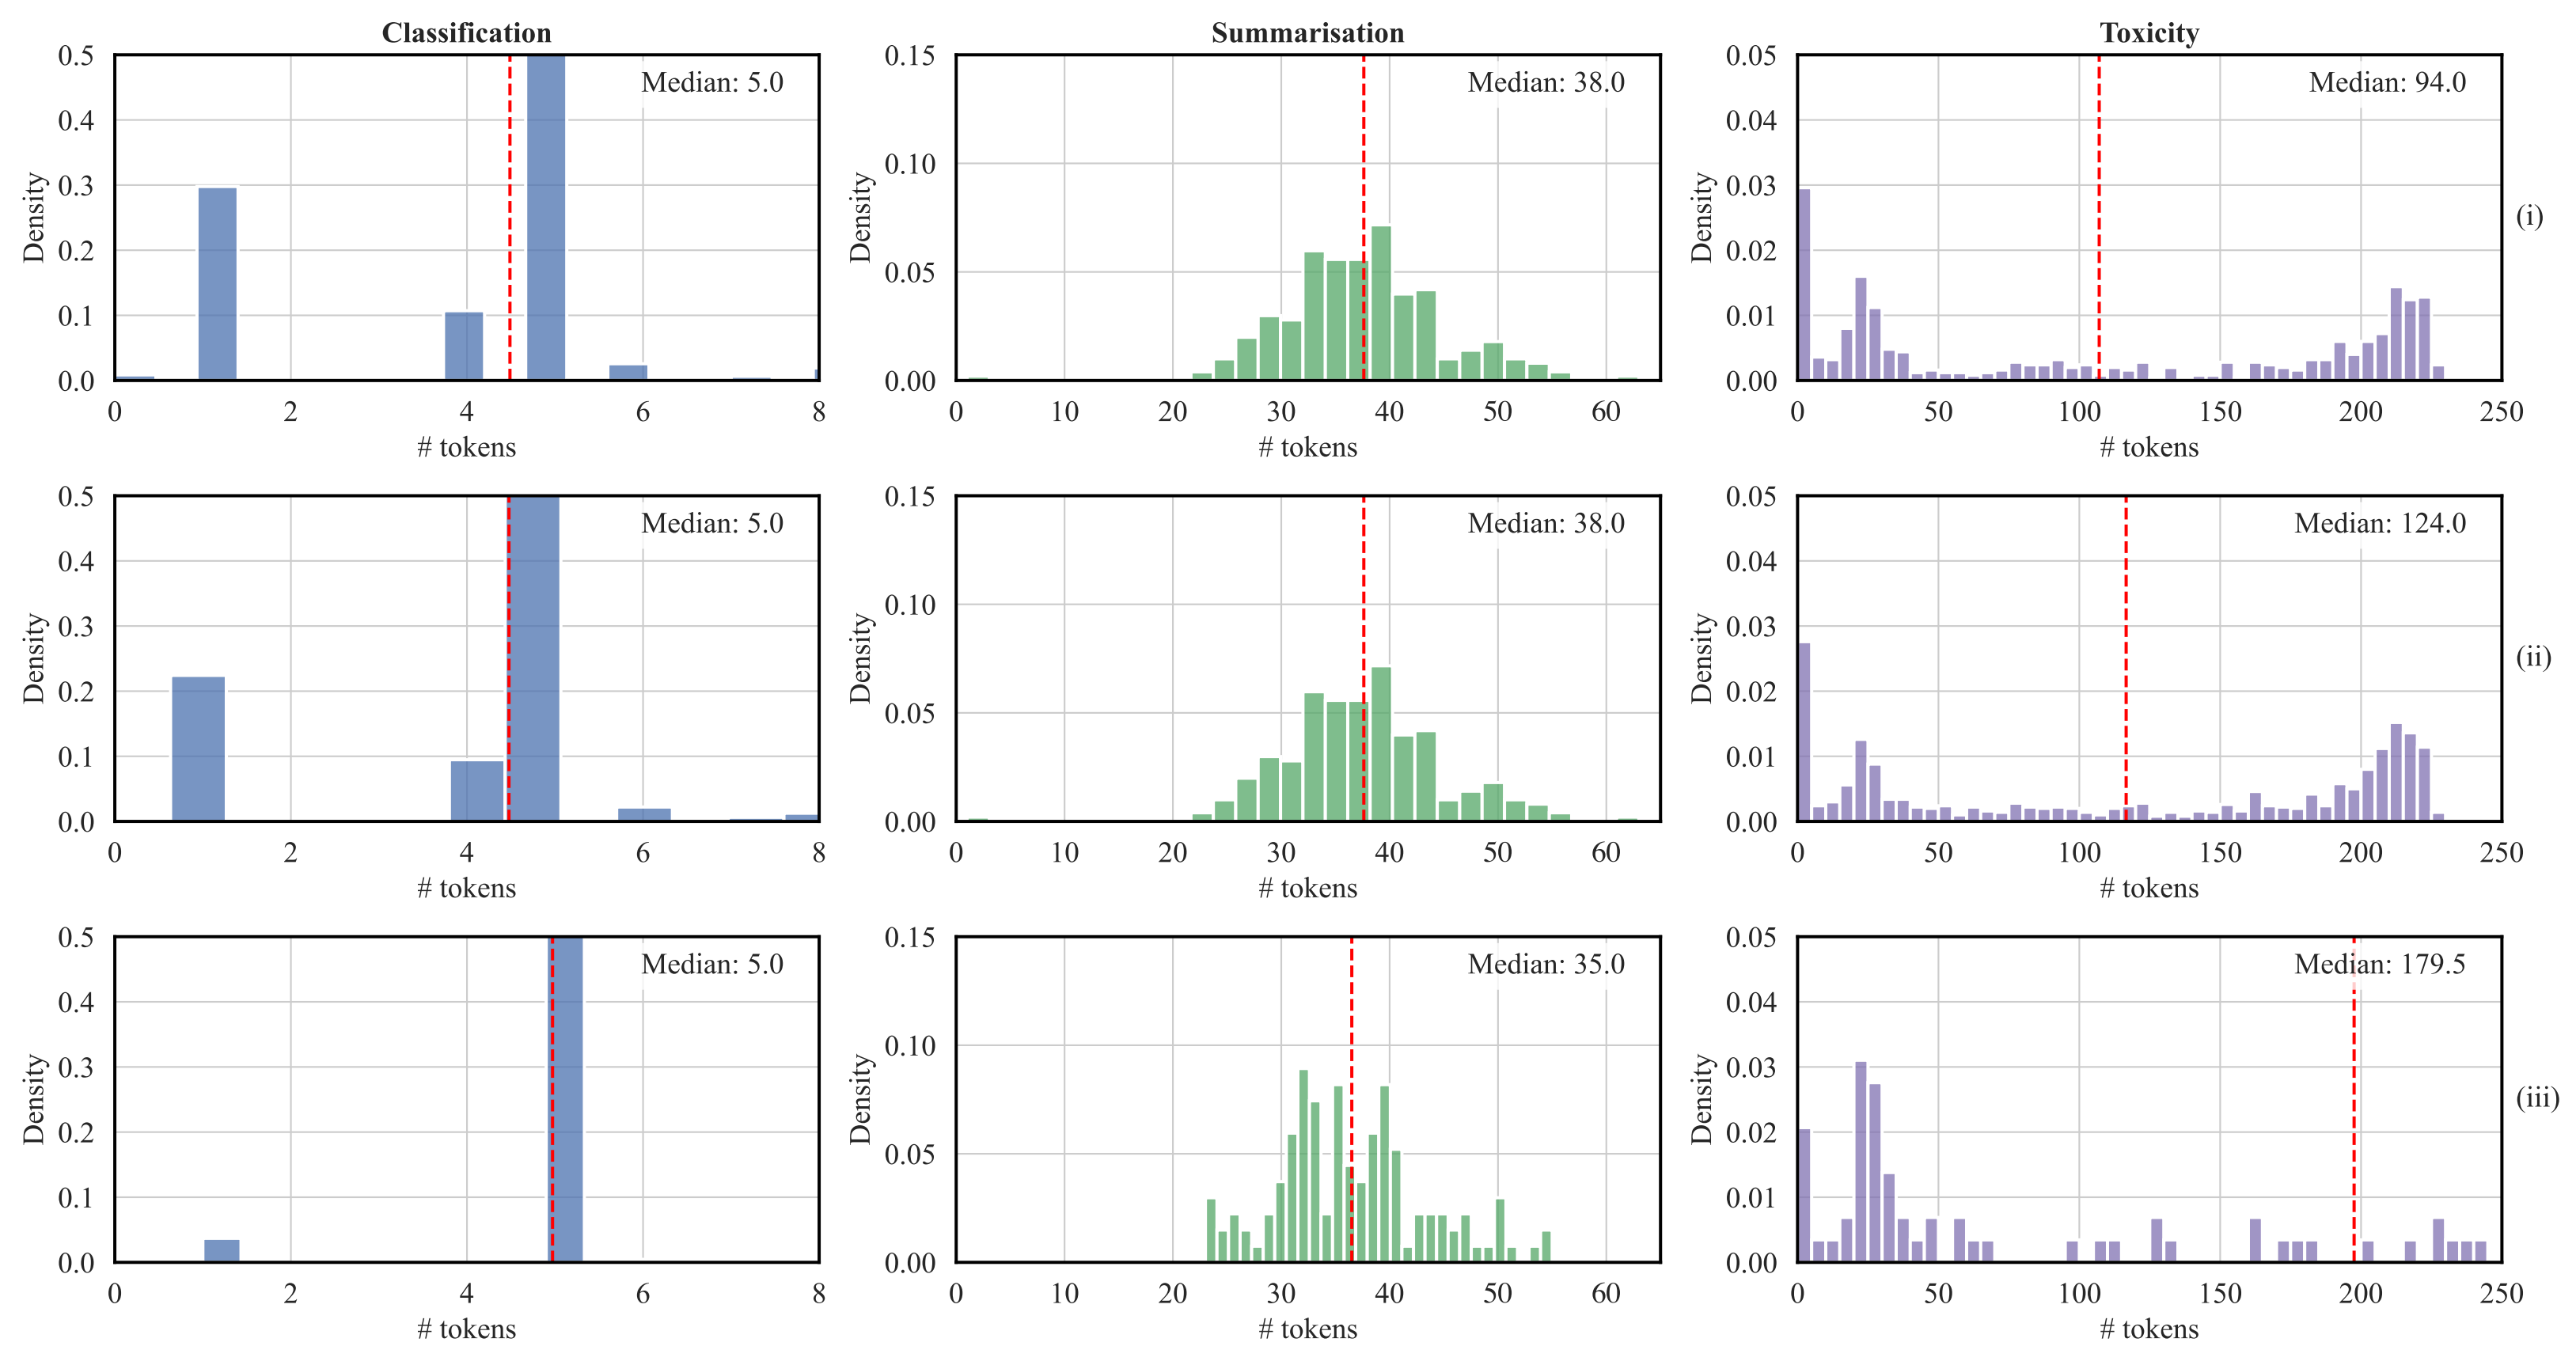 Classification
Summarisation
Toxicity
0.5
0.4
0.3
0.2
0.1
0.0
Density
Median: 5.0
0 2 4 6 8
# tokens
0.15
0.10
0.05
0.00
Density
Median: 38.0
0 10 20 30 40 50 60
# tokens
0.05
0.04
0.03
0.02
0.01
0.00
Density
Median: 94.0
0 50 100 150 200 250
# tokens
(i)
0.5
0.4
0.3
0.2
0.1
0.0
Density
Median: 5.0
0 2 4 6 8
# tokens
0.15
0.10
0.05
0.00
Density
Median: 38.0
0 10 20 30 40 50 60
# tokens
0.05
0.04
0.03
0.02
0.01
0.00
Density
Median: 124.0
0 50 100 150 200 250
# tokens
(ii)
0.5
0.4
0.3
0.2
0.1
0.0
Density
Median: 5.0
0 2 4 6 8
# tokens
0.15
0.10
0.05
0.00
Density
Median: 35.0
0 10 20 30 40 50 60
# tokens
0.05
0.04
0.03
0.02
0.01
0.00
Density
Median: 179.5
0 50 100 150 200 250
# tokens
(iii)